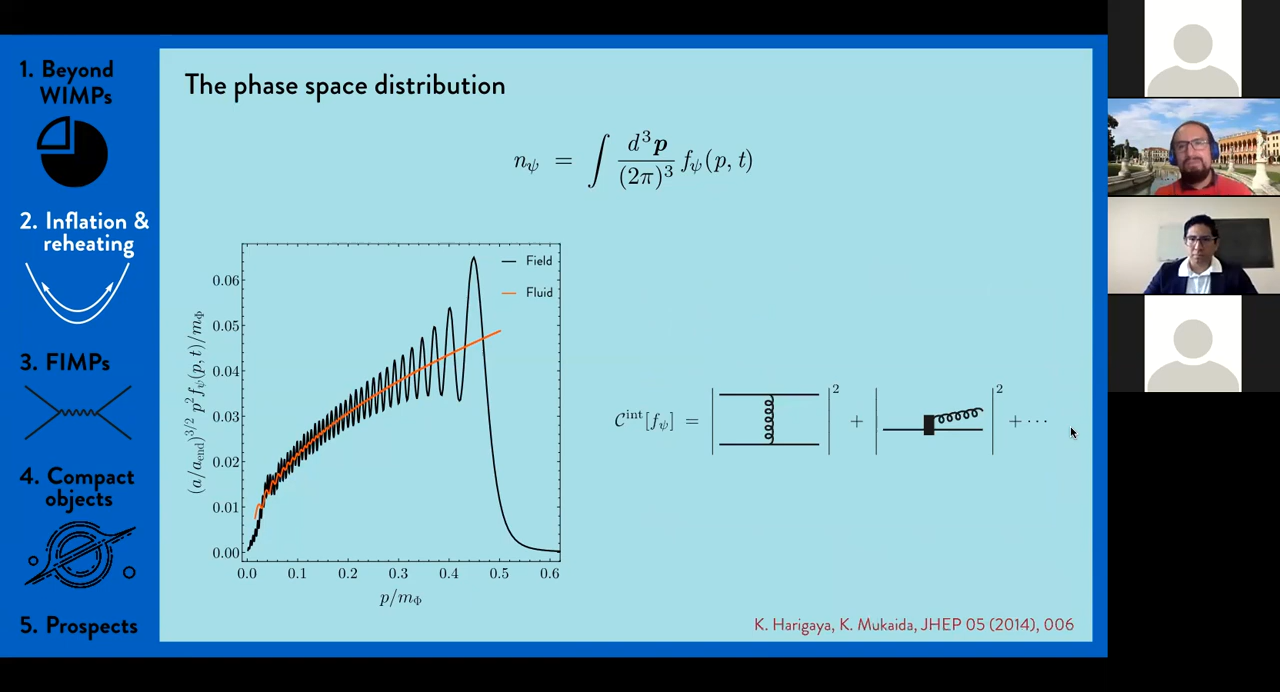 1. Beyond
WIMPs
2. Inflation &
reheating
3. FIMPs
4. Compact
objects
5. Prospects
The phase space distribution
n_ψ = ∫ d³p/(2π)³ f_ψ(p, t)
(a/a_end)^{3/2} p² f_ψ(p, t)/m_Φ
0.06
0.05
0.04
0.03
0.02
0.01
0.00
Field
Fluid
0.0 0.1 0.2 0.3 0.4 0.5 0.6
p/m_Φ
𝒞^int[f_ψ] = | |² + | |² + ···
K. Harigaya, K. Mukaida, JHEP 05 (2014), 006